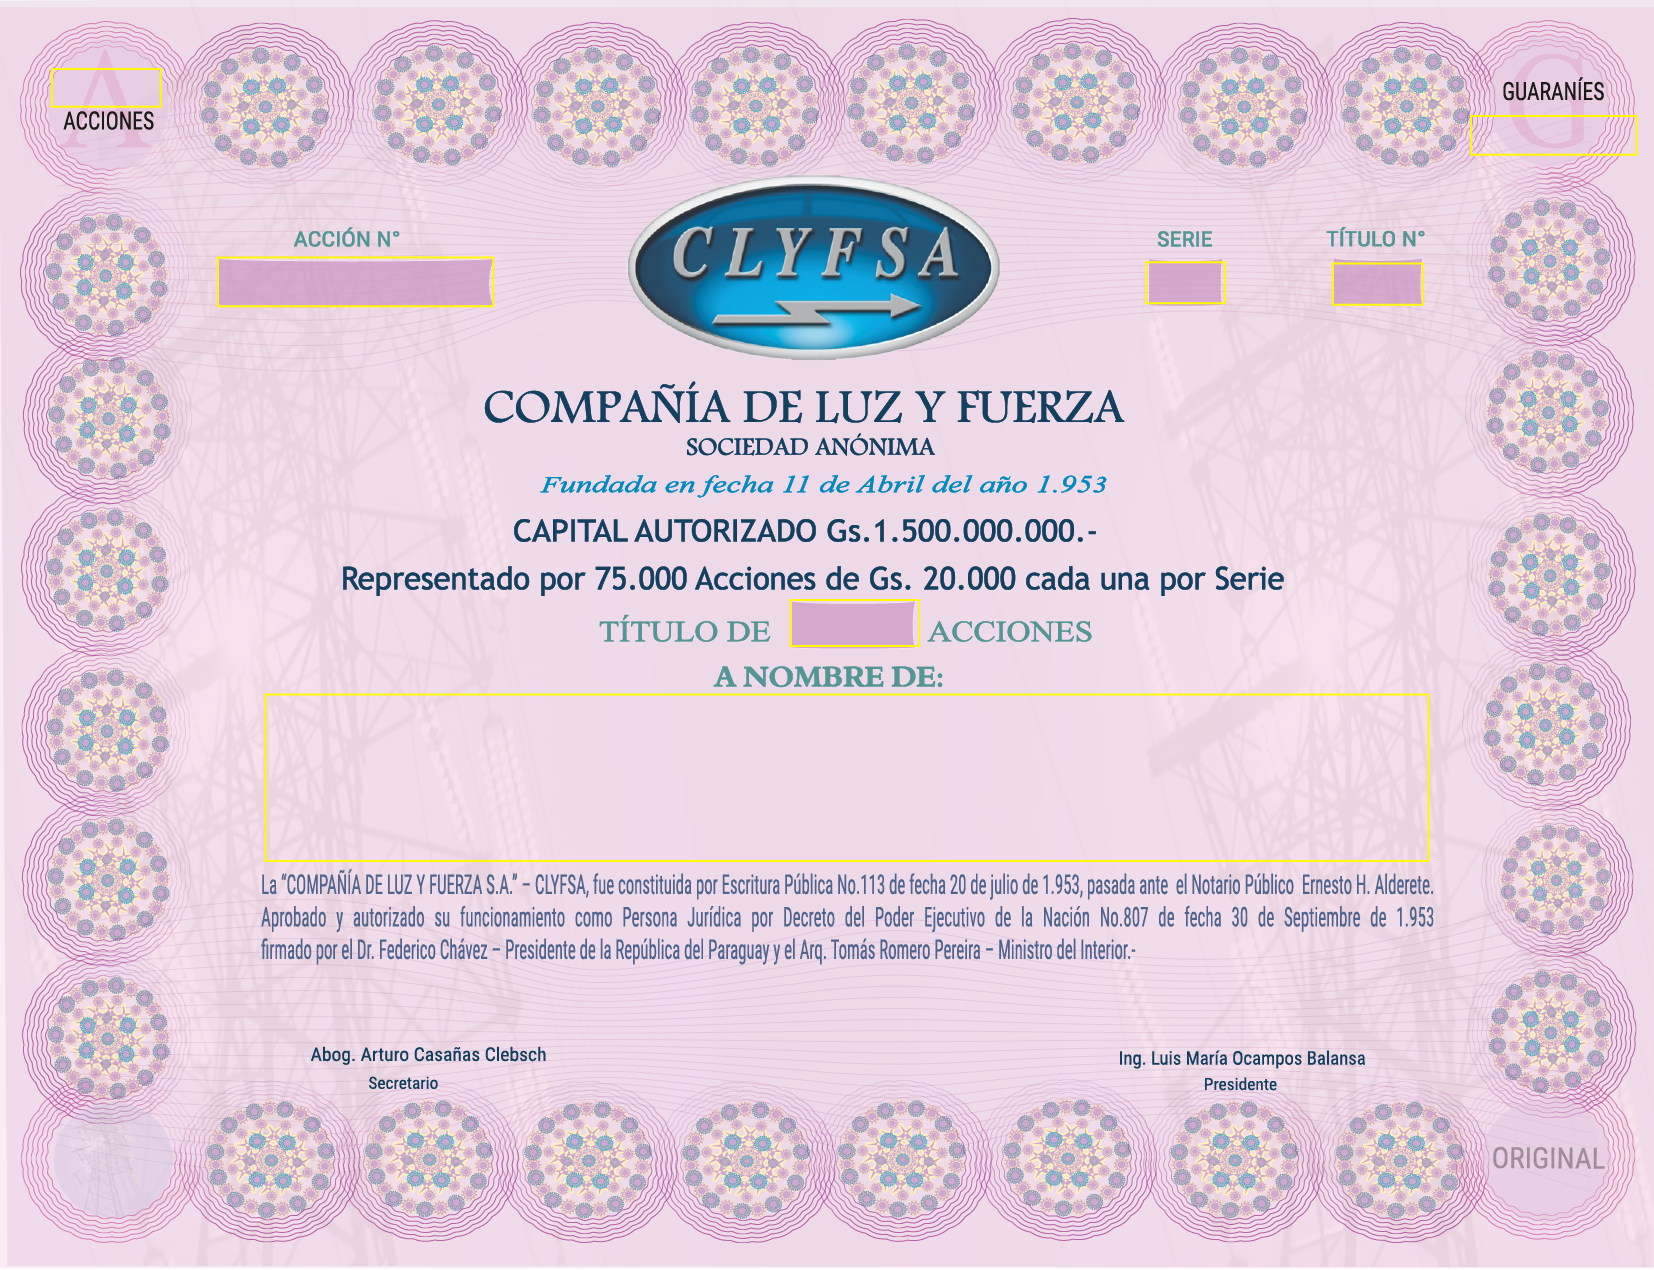 A
ACCIONES
GUARANÍES
G
ACCIÓN N°
CLYFSA
SERIE
TÍTULO N°
COMPAÑÍA DE LUZ Y FUERZA
SOCIEDAD ANÓNIMA
Fundada en fecha 11 de Abril del año 1.953
CAPITAL AUTORIZADO Gs.1.500.000.000.-
Representado por 75.000 Acciones de Gs. 20.000 cada una por Serie
TÍTULO DE ACCIONES
A NOMBRE DE:
La “COMPAÑÍA DE LUZ Y FUERZA S.A.” – CLYFSA, fue constituida por Escritura Pública No.113 de fecha 20 de julio de 1.953, pasada ante el Notario Público Ernesto H. Alderete.
Aprobado y autorizado su funcionamiento como Persona Jurídica por Decreto del Poder Ejecutivo de la Nación No.807 de fecha 30 de Septiembre de 1.953
firmado por el Dr. Federico Chávez – Presidente de la República del Paraguay y el Arq. Tomás Romero Pereira – Ministro del Interior.-
Abog. Arturo Casañas Clebsch
Secretario
Ing. Luis María Ocampos Balansa
Presidente
ORIGINAL